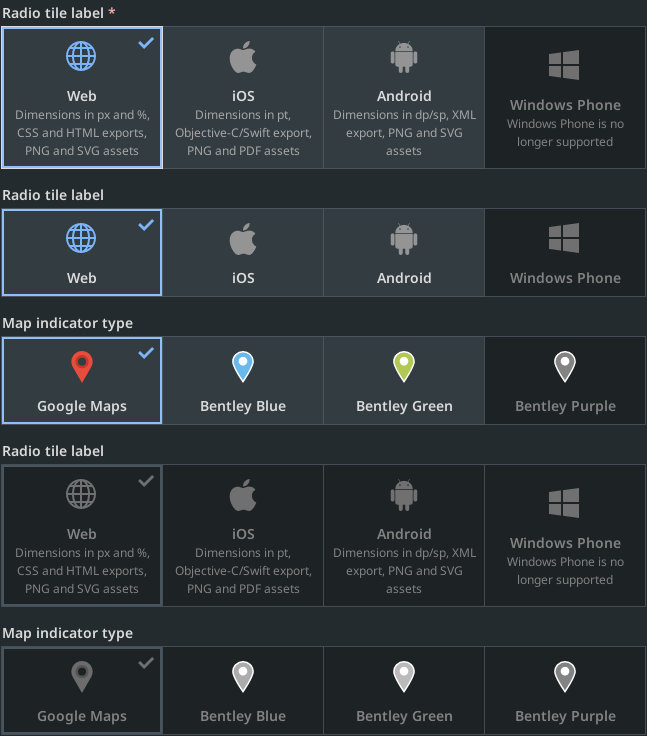 Radio tile label *
Web
Dimensions in px and %,
CSS and HTML exports,
PNG and SVG assets
iOS
Dimensions in pt,
Objective-C/Swift export,
PNG and PDF assets
Android
Dimensions in dp/sp, XML
export, PNG and SVG
assets
Windows Phone
Windows Phone is no
longer supported
Radio tile label
Web
iOS
Android
Windows Phone
Map indicator type
Google Maps
Bentley Blue
Bentley Green
Bentley Purple
Radio tile label
Web
Dimensions in px and %,
CSS and HTML exports,
PNG and SVG assets
iOS
Dimensions in pt,
Objective-C/Swift export,
PNG and PDF assets
Android
Dimensions in dp/sp, XML
export, PNG and SVG
assets
Windows Phone
Windows Phone is no
longer supported
Map indicator type
Google Maps
Bentley Blue
Bentley Green
Bentley Purple